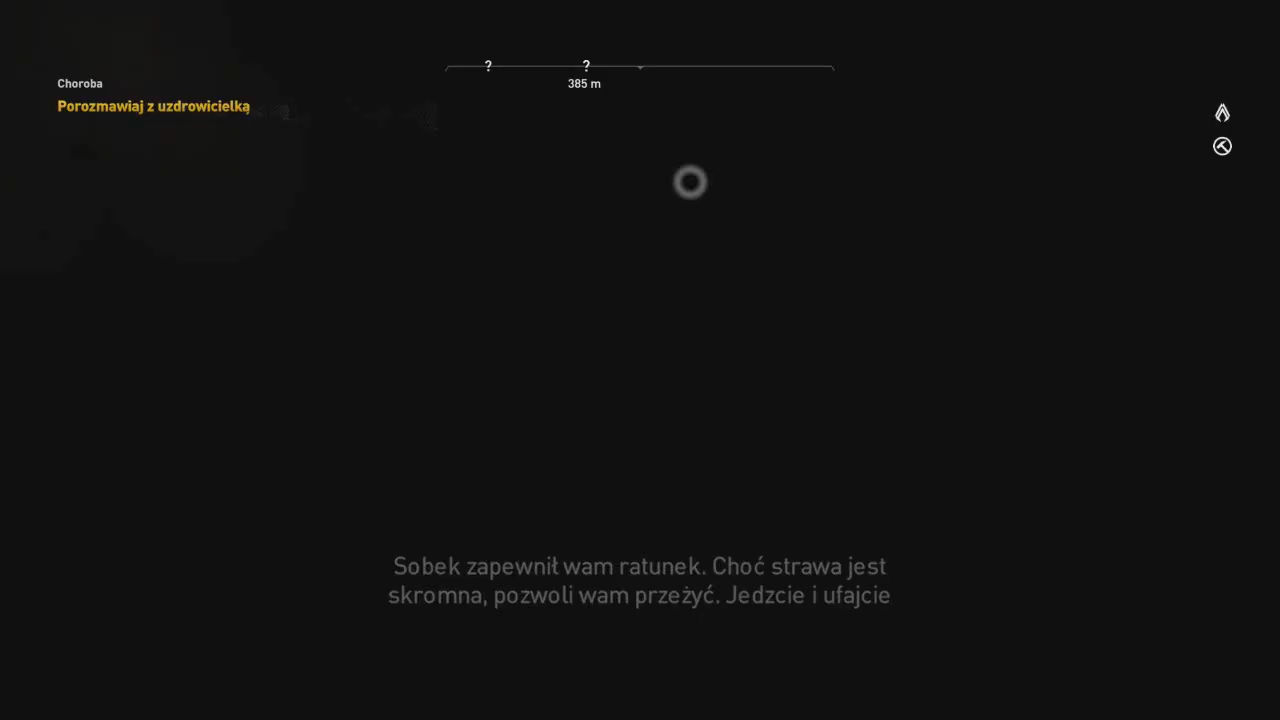 ? ?
385 m
Choroba
Porozmawiaj z uzdrowicielką
Sobek zapewnił wam ratunek. Choć strawa jest
skromna, pozwoli wam przeżyć. Jedzcie i ufajcie